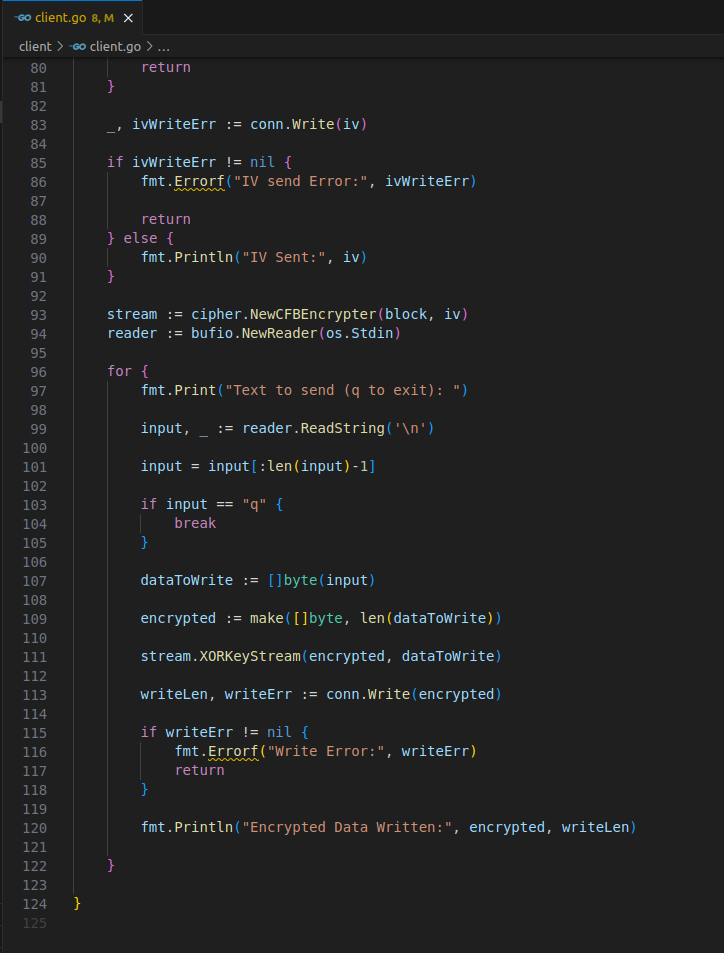 GO client.go 8, M ×
client > GO client.go > ...
80 return
81 }
82
83 _, ivWriteErr := conn.Write(iv)
84
85 if ivWriteErr != nil {
86 fmt.Errorf("IV send Error:", ivWriteErr)
87
88 return
89 } else {
90 fmt.Println("IV Sent:", iv)
91 }
92
93 stream := cipher.NewCFBEncrypter(block, iv)
94 reader := bufio.NewReader(os.Stdin)
95
96 for {
97 fmt.Print("Text to send (q to exit): ")
98
99 input, _ := reader.ReadString('\n')
100
101 input = input[:len(input)-1]
102
103 if input == "q" {
104 break
105 }
106
107 dataToWrite := []byte(input)
108
109 encrypted := make([]byte, len(dataToWrite))
110
111 stream.XORKeyStream(encrypted, dataToWrite)
112
113 writeLen, writeErr := conn.Write(encrypted)
114
115 if writeErr != nil {
116 fmt.Errorf("Write Error:", writeErr)
117 return
118 }
119
120 fmt.Println("Encrypted Data Written:", encrypted, writeLen)
121
122 }
123
124 }
125